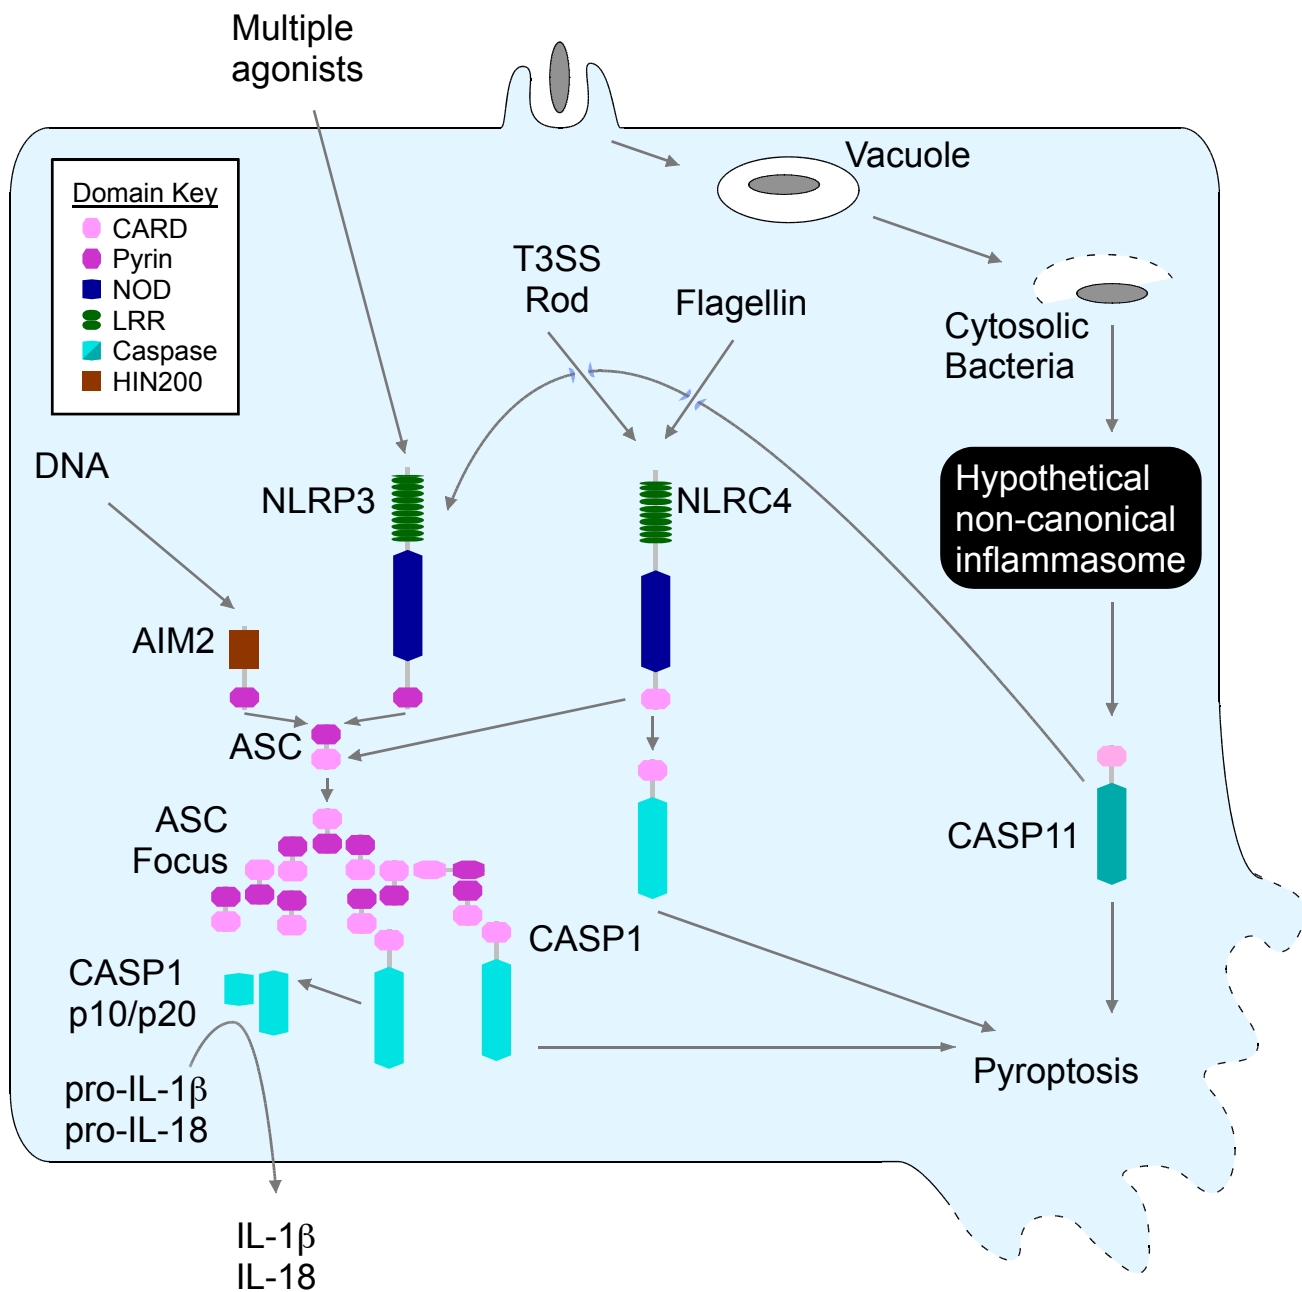 Multiple
agonists
Vacuole
Domain Key
CARD
Pyrin
NOD
LRR
Caspase
HIN200
T3SS
Rod
Flagellin
Cytosolic
Bacteria
DNA
NLRP3
NLRC4
Hypothetical
non-canonical
inflammasome
AIM2
ASC
ASC
Focus
CASP11
CASP1
CASP1
p10/p20
Pyroptosis
pro-IL-1β
pro-IL-18
IL-1β
IL-18